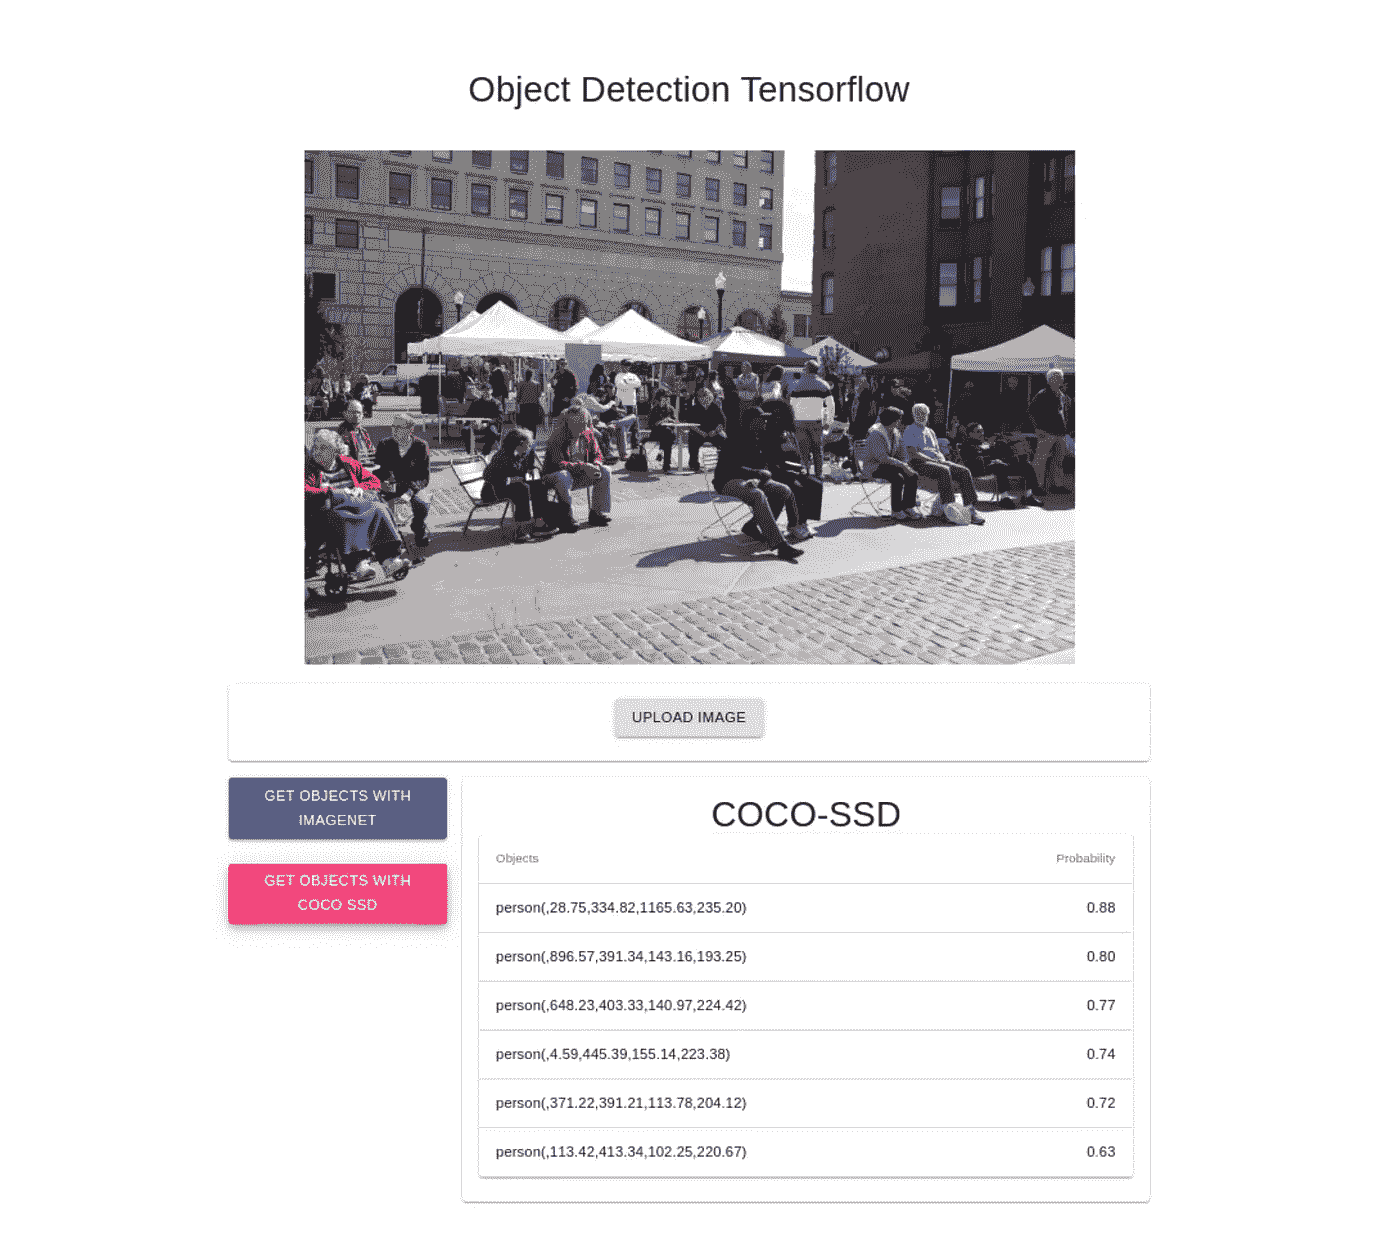 Object Detection Tensorflow
UPLOAD IMAGE
GET OBJECTS WITH
IMAGENET
GET OBJECTS WITH
COCO SSD
COCO-SSD
Objects Probability
person(,28.75,334.82,1165.63,235.20) 0.88
person(,896.57,391.34,143.16,193.25) 0.80
person(,648.23,403.33,140.97,224.42) 0.77
person(,4.59,445.39,155.14,223.38) 0.74
person(,371.22,391.21,113.78,204.12) 0.72
person(,113.42,413.34,102.25,220.67) 0.63